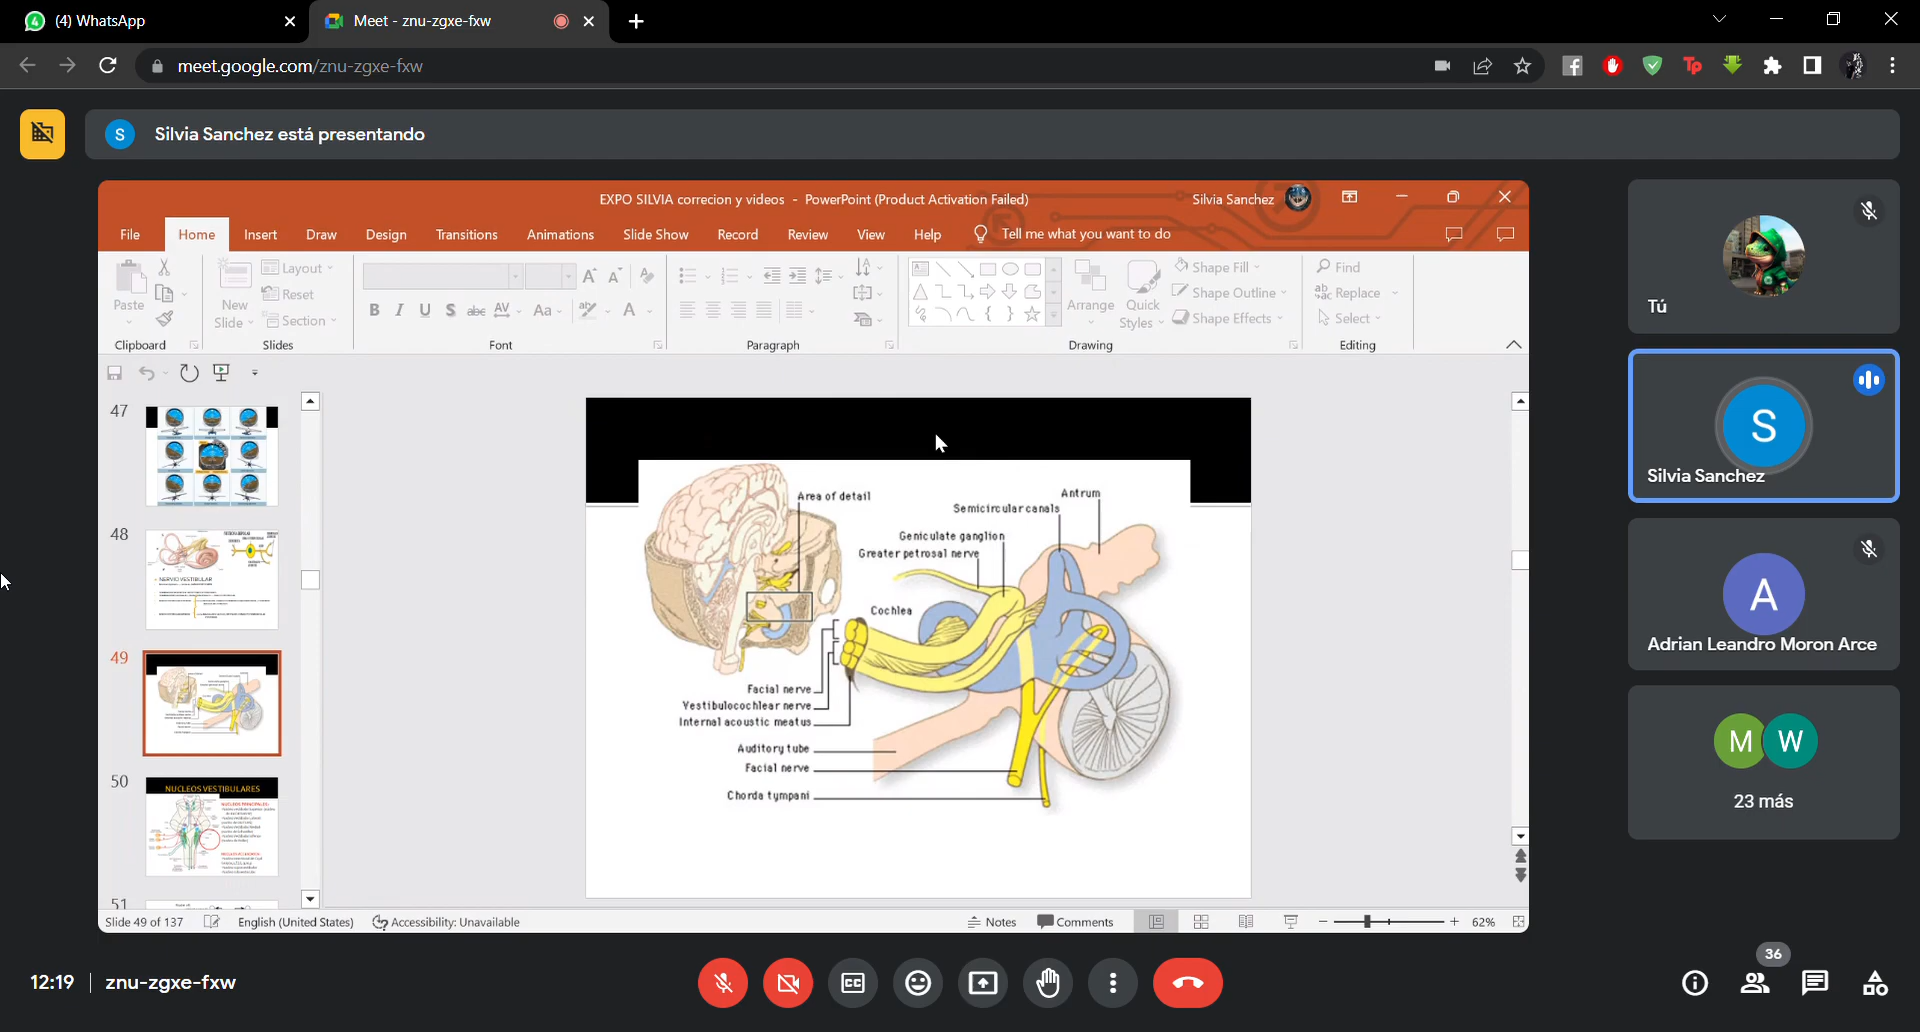 (4) WhatsApp
Meet - znu-zgxe-fxw
meet.google.com/znu-zgxe-fxw
S
Silvia Sanchez está presentando
EXPO SILVIA correcion y videos - PowerPoint (Product Activation Failed)
Silvia Sanchez
File
Home
Insert
Draw
Design
Transitions
Animations
Slide Show
Record
Review
View
Help
Tell me what you want to do
Paste
New
Slide
Layout
Reset
Section
B I U S abc AV Aa A
Shape Fill
Shape Outline
Shape Effects
Arrange
Quick
Styles
Find
Replace
Select
Clipboard
Slides
Font
Paragraph
Drawing
Editing
47
48
NERVIO VESTIBULAR
49
50
NUCLEOS VESTIBULARES
51
Area of detail
Antrum
Semicircular canals
Geniculate ganglion
Greater petrosal nerve
Cochlea
Facial nerve
Vestibulocochlear nerve
Internal acoustic meatus
Auditory tube
Facial nerve
Chorda tympani
Slide 49 of 137
English (United States)
Accessibility: Unavailable
Notes
Comments
62%
Tú
S
Silvia Sanchez
A
Adrian Leandro Moron Arce
M
W
23 más
12:19
znu-zgxe-fxw
36